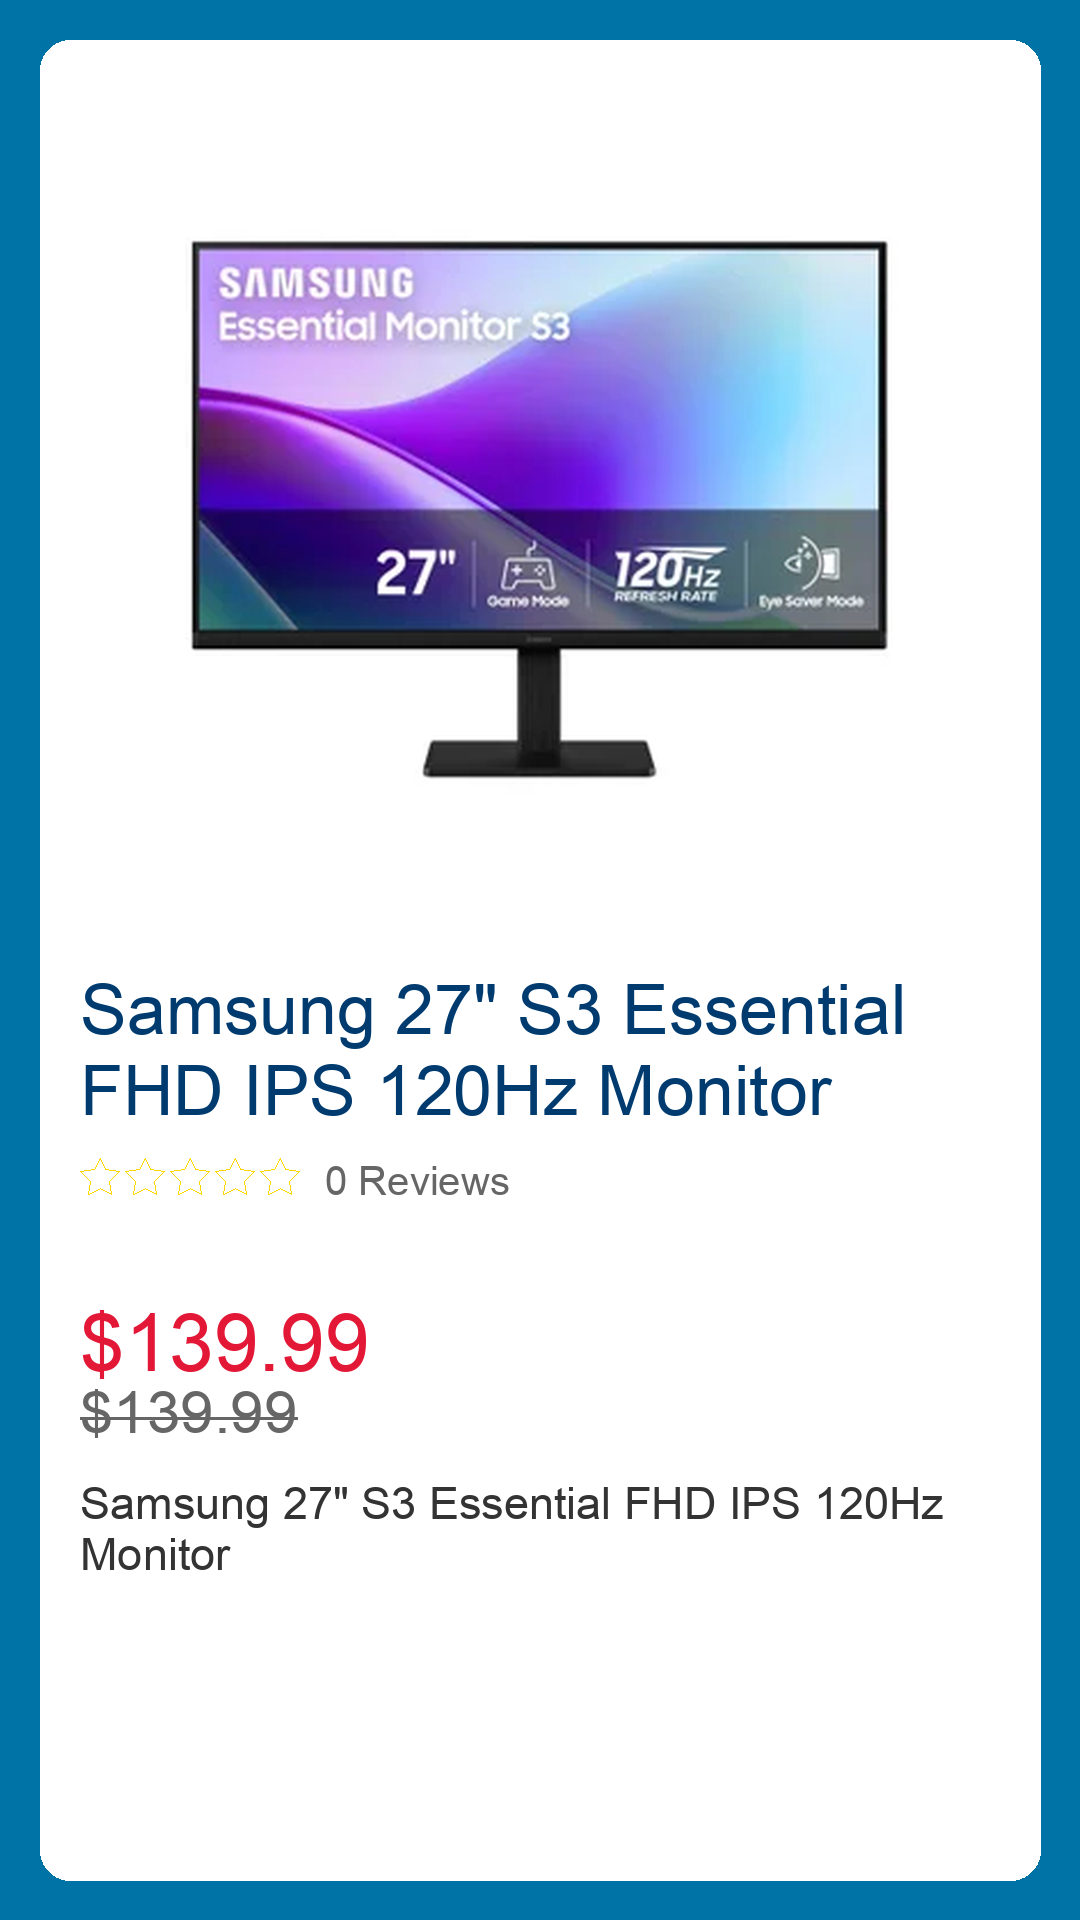 SAMSUNG
Essential Monitor S3
27"
Game Mode
120Hz
REFRESH RATE
Eye Saver Mode
Samsung 27" S3 Essential
FHD IPS 120Hz Monitor
0 Reviews
$139.99
$139.99
Samsung 27" S3 Essential FHD IPS 120Hz
Monitor